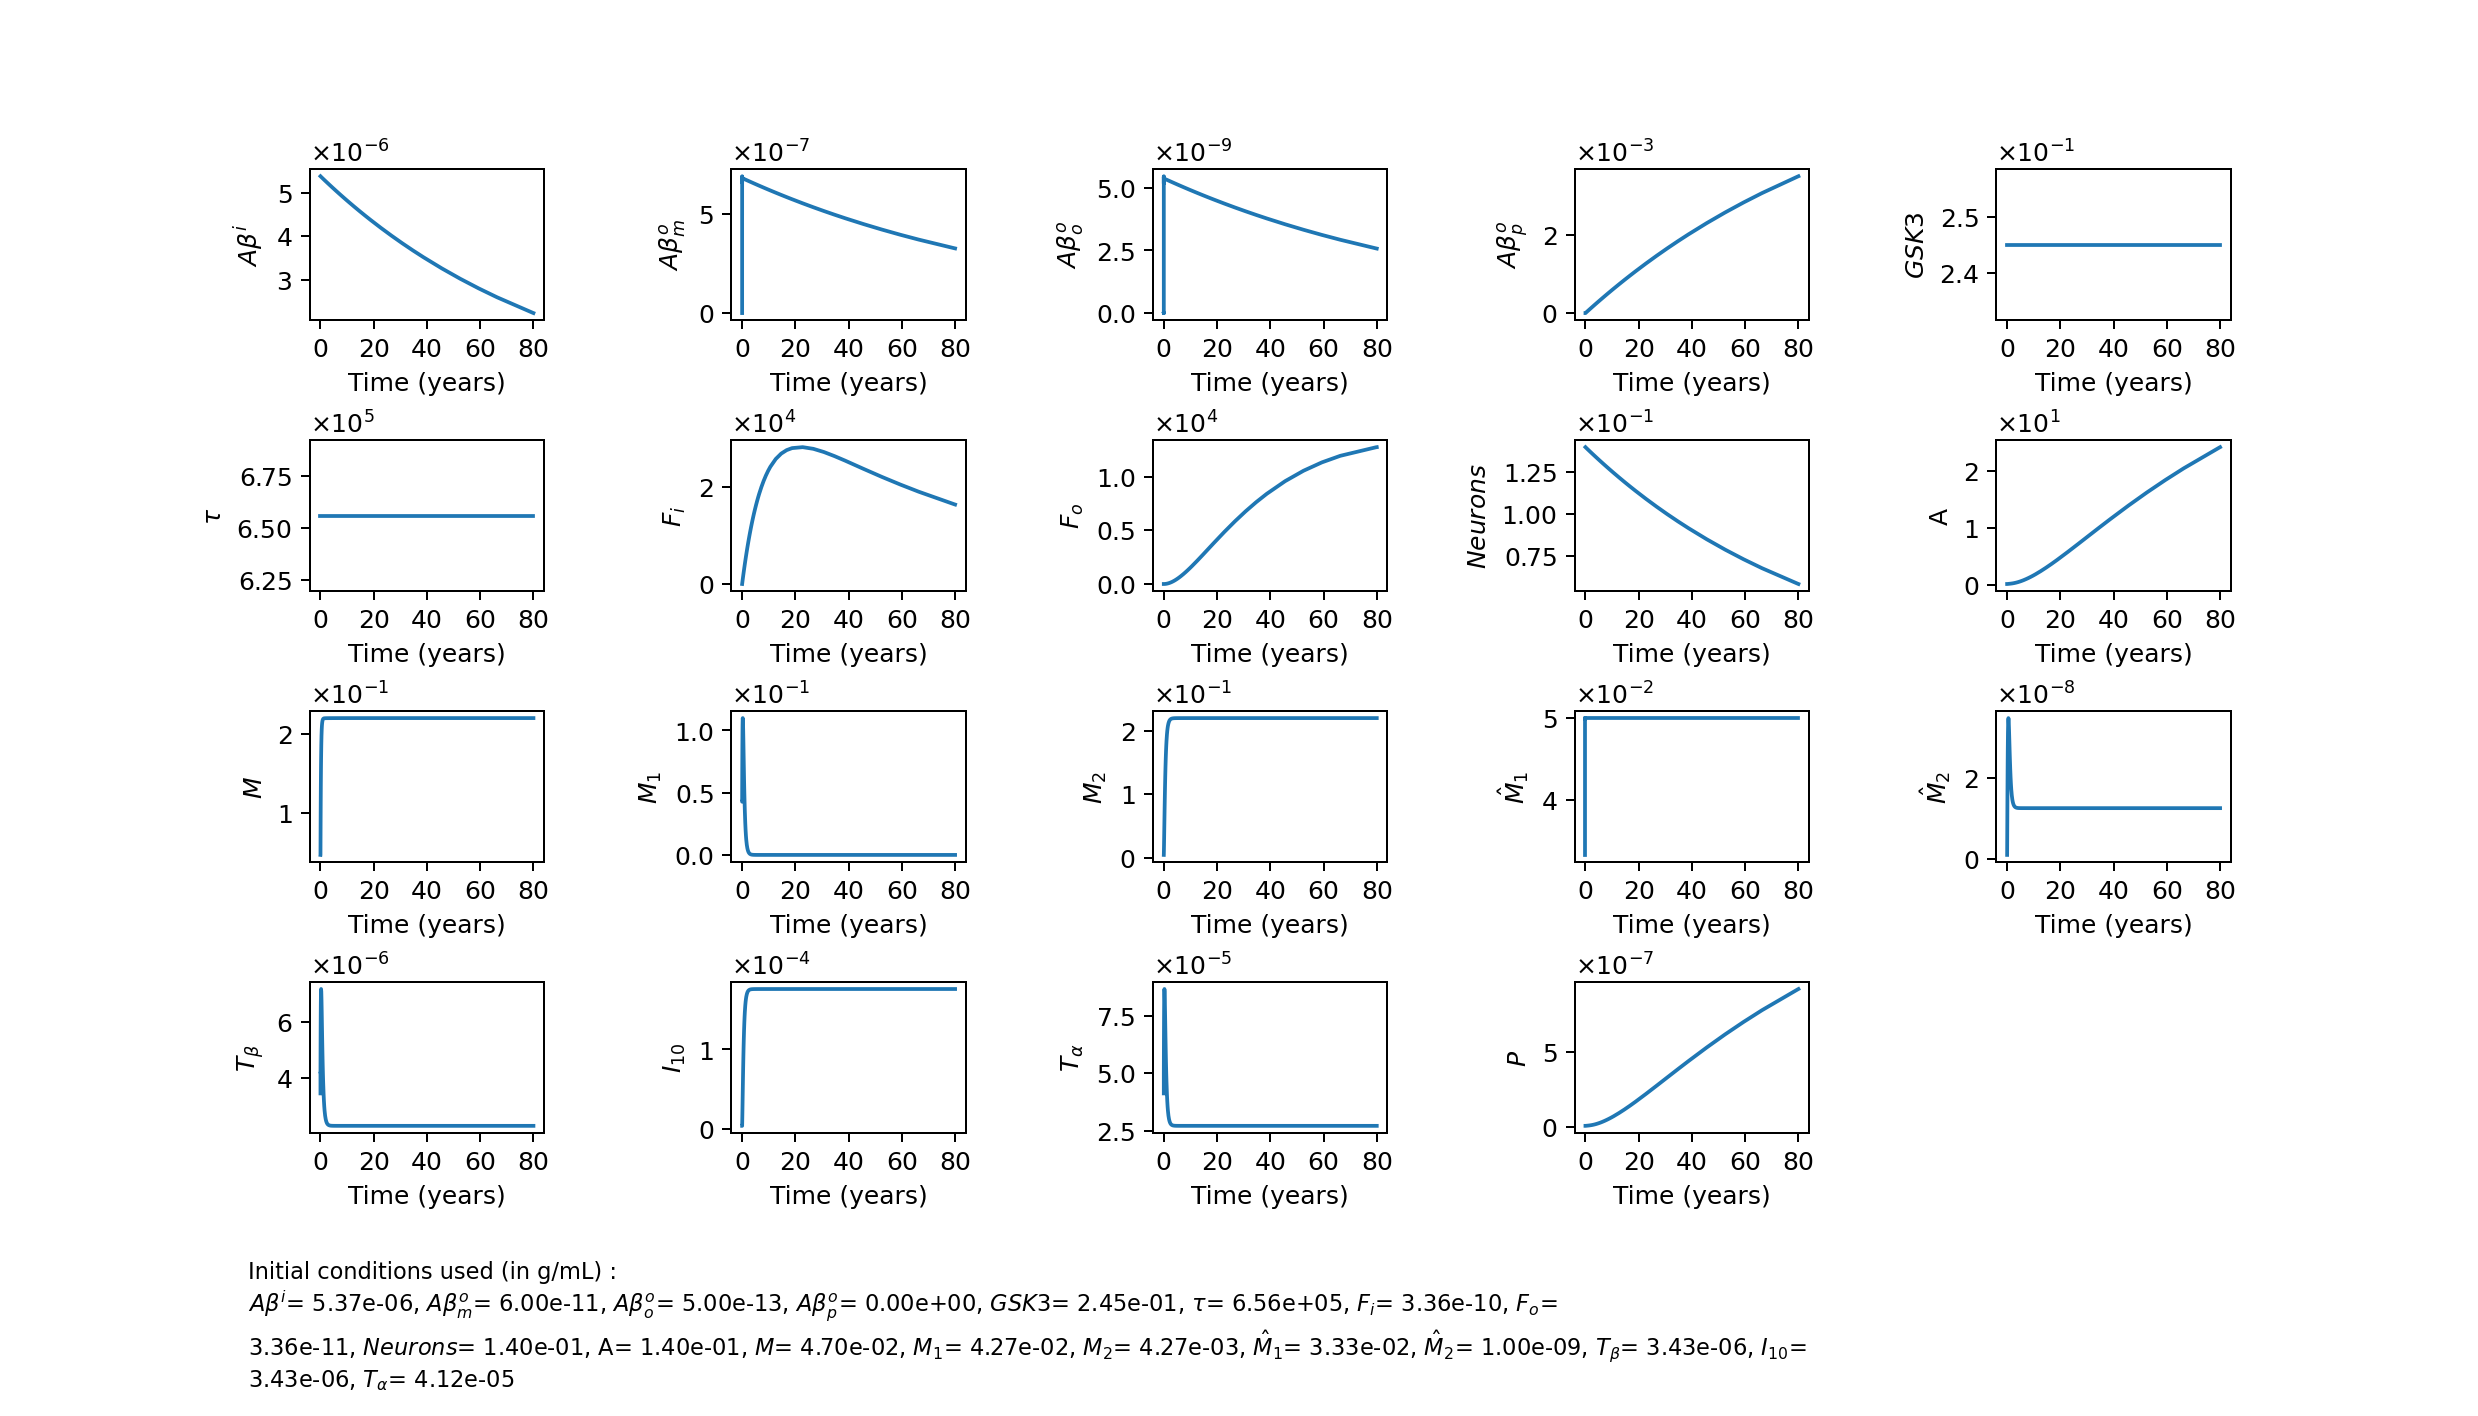 ×10⁻⁶ ×10⁻⁷ ×10⁻⁹ ×10⁻³ ×10⁻¹
Aβⁱ 5 4 3
Aβₘᵒ 5 0
Aβₒᵒ 5.0 2.5 0.0
Aβₚᵒ 2 0
GSK3 2.5 2.4
0 20 40 60 80 0 20 40 60 80 0 20 40 60 80 0 20 40 60 80 0 20 40 60 80
Time (years) Time (years) Time (years) Time (years) Time (years)
×10⁵ ×10⁴ ×10⁴ ×10⁻¹ ×10¹
τ 6.75 6.50 6.25
Fᵢ 2 0
Fₒ 1.0 0.5 0.0
Neurons 1.25 1.00 0.75
A 2 1 0
0 20 40 60 80 0 20 40 60 80 0 20 40 60 80 0 20 40 60 80 0 20 40 60 80
Time (years) Time (years) Time (years) Time (years) Time (years)
×10⁻¹ ×10⁻¹ ×10⁻¹ ×10⁻² ×10⁻⁸
M 2 1
M₁ 1.0 0.5 0.0
M₂ 2 1 0
M̂₁ 5 4
M̂₂ 2 0
0 20 40 60 80 0 20 40 60 80 0 20 40 60 80 0 20 40 60 80 0 20 40 60 80
Time (years) Time (years) Time (years) Time (years) Time (years)
×10⁻⁶ ×10⁻⁴ ×10⁻⁵ ×10⁻⁷
Tᵦ 6 4
I₁₀ 1 0
T_α 7.5 5.0 2.5
P 5 0
0 20 40 60 80 0 20 40 60 80 0 20 40 60 80 0 20 40 60 80
Time (years) Time (years) Time (years) Time (years)
Initial conditions used (in g/mL) :
Aβⁱ= 5.37e-06, Aβₘᵒ= 6.00e-11, Aβₒᵒ= 5.00e-13, Aβₚᵒ= 0.00e+00, GSK3= 2.45e-01, τ= 6.56e+05, Fᵢ= 3.36e-10, Fₒ=
3.36e-11, Neurons= 1.40e-01, A= 1.40e-01, M= 4.70e-02, M₁= 4.27e-02, M₂= 4.27e-03, M̂₁= 3.33e-02, M̂₂= 1.00e-09, Tᵦ= 3.43e-06, I₁₀=
3.43e-06, T_α= 4.12e-05